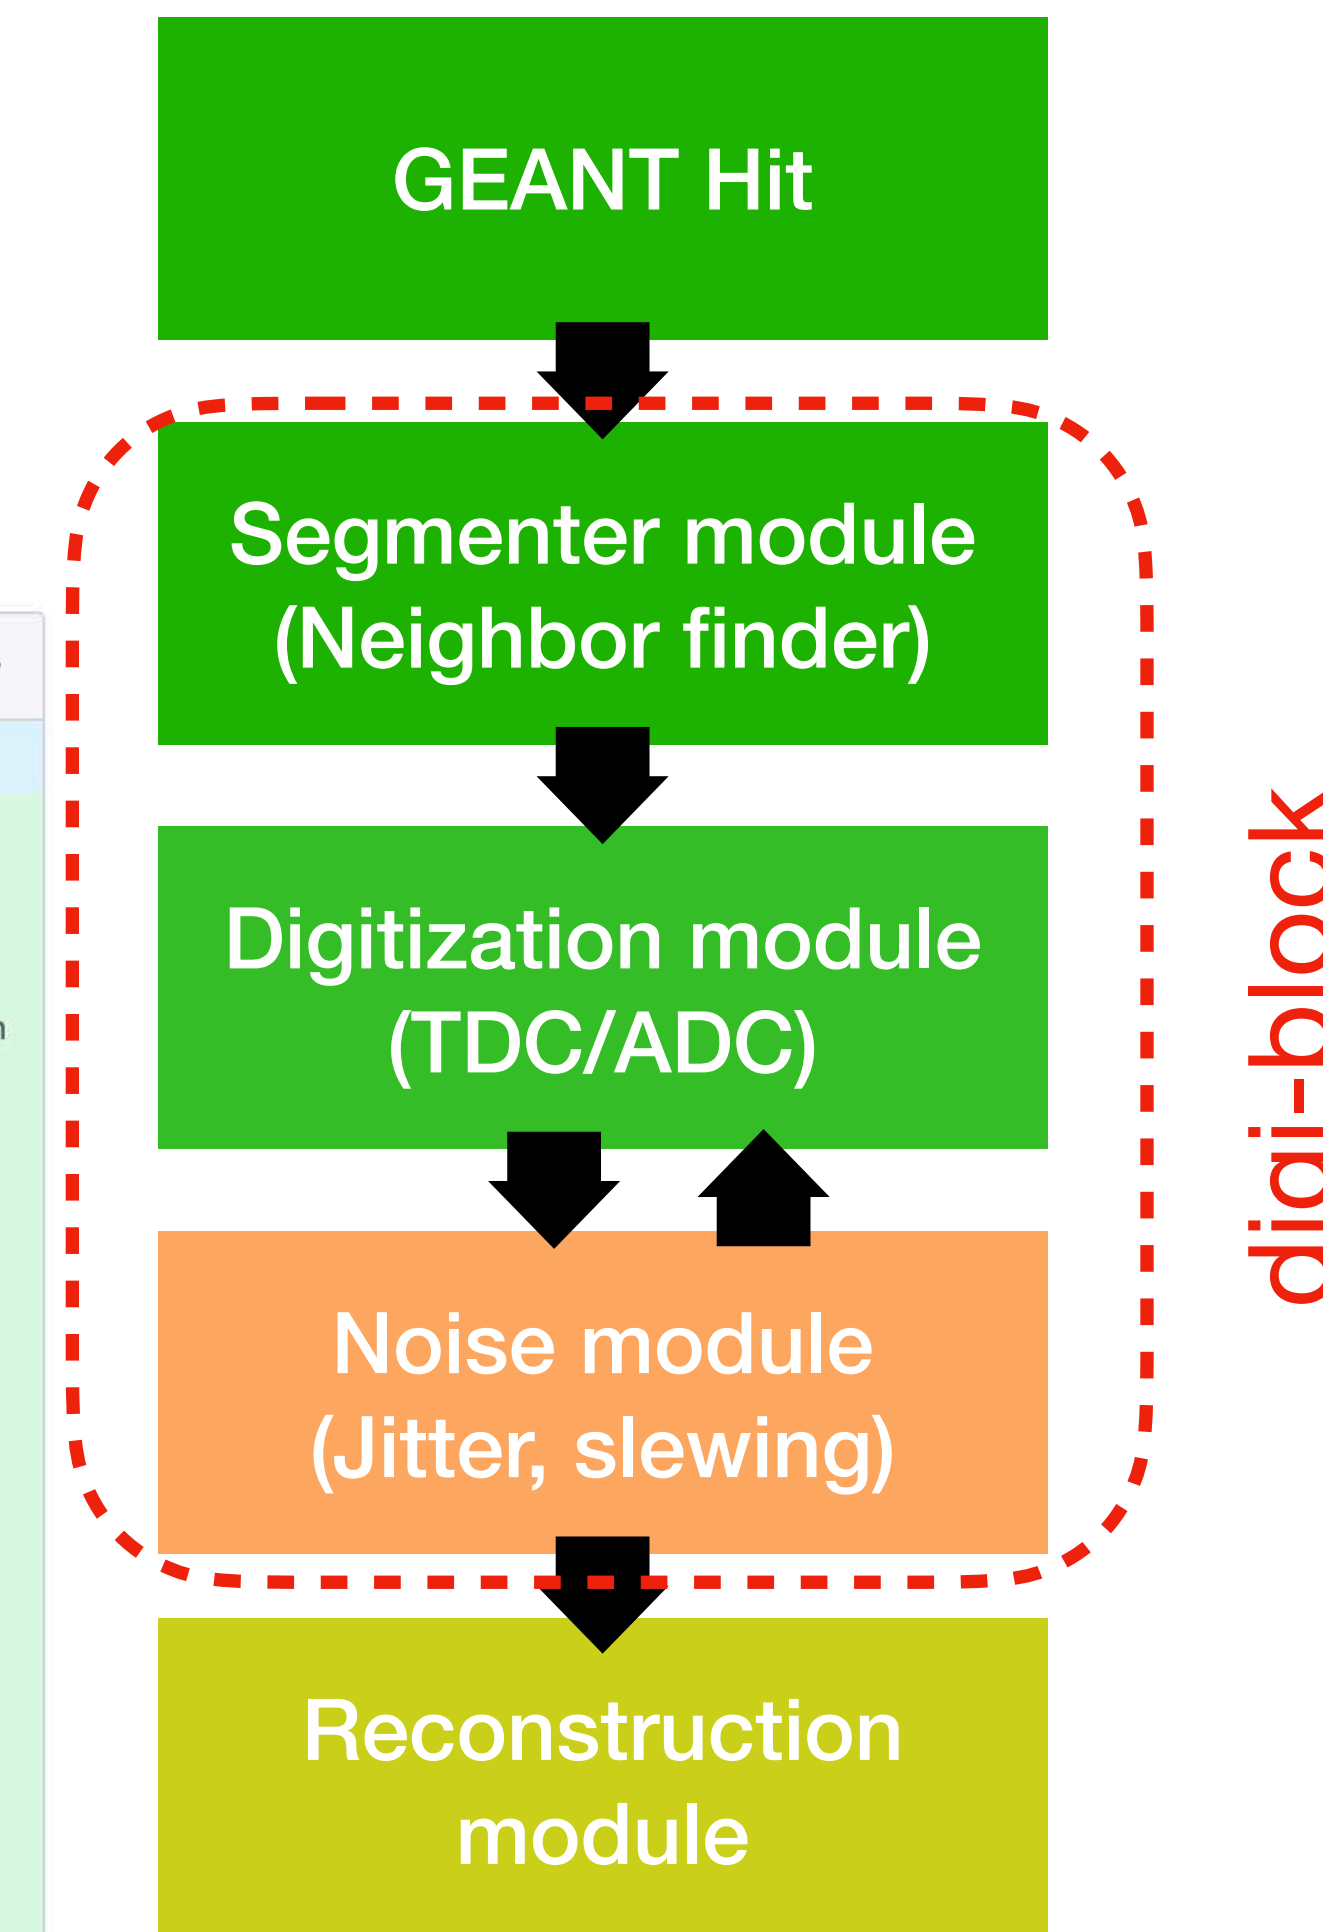 GEANT Hit
Segmenter module
(Neighbor finder)
Digitization module
(TDC/ADC)
Noise module
(Jitter, slewing)
Reconstruction
module
digi-block